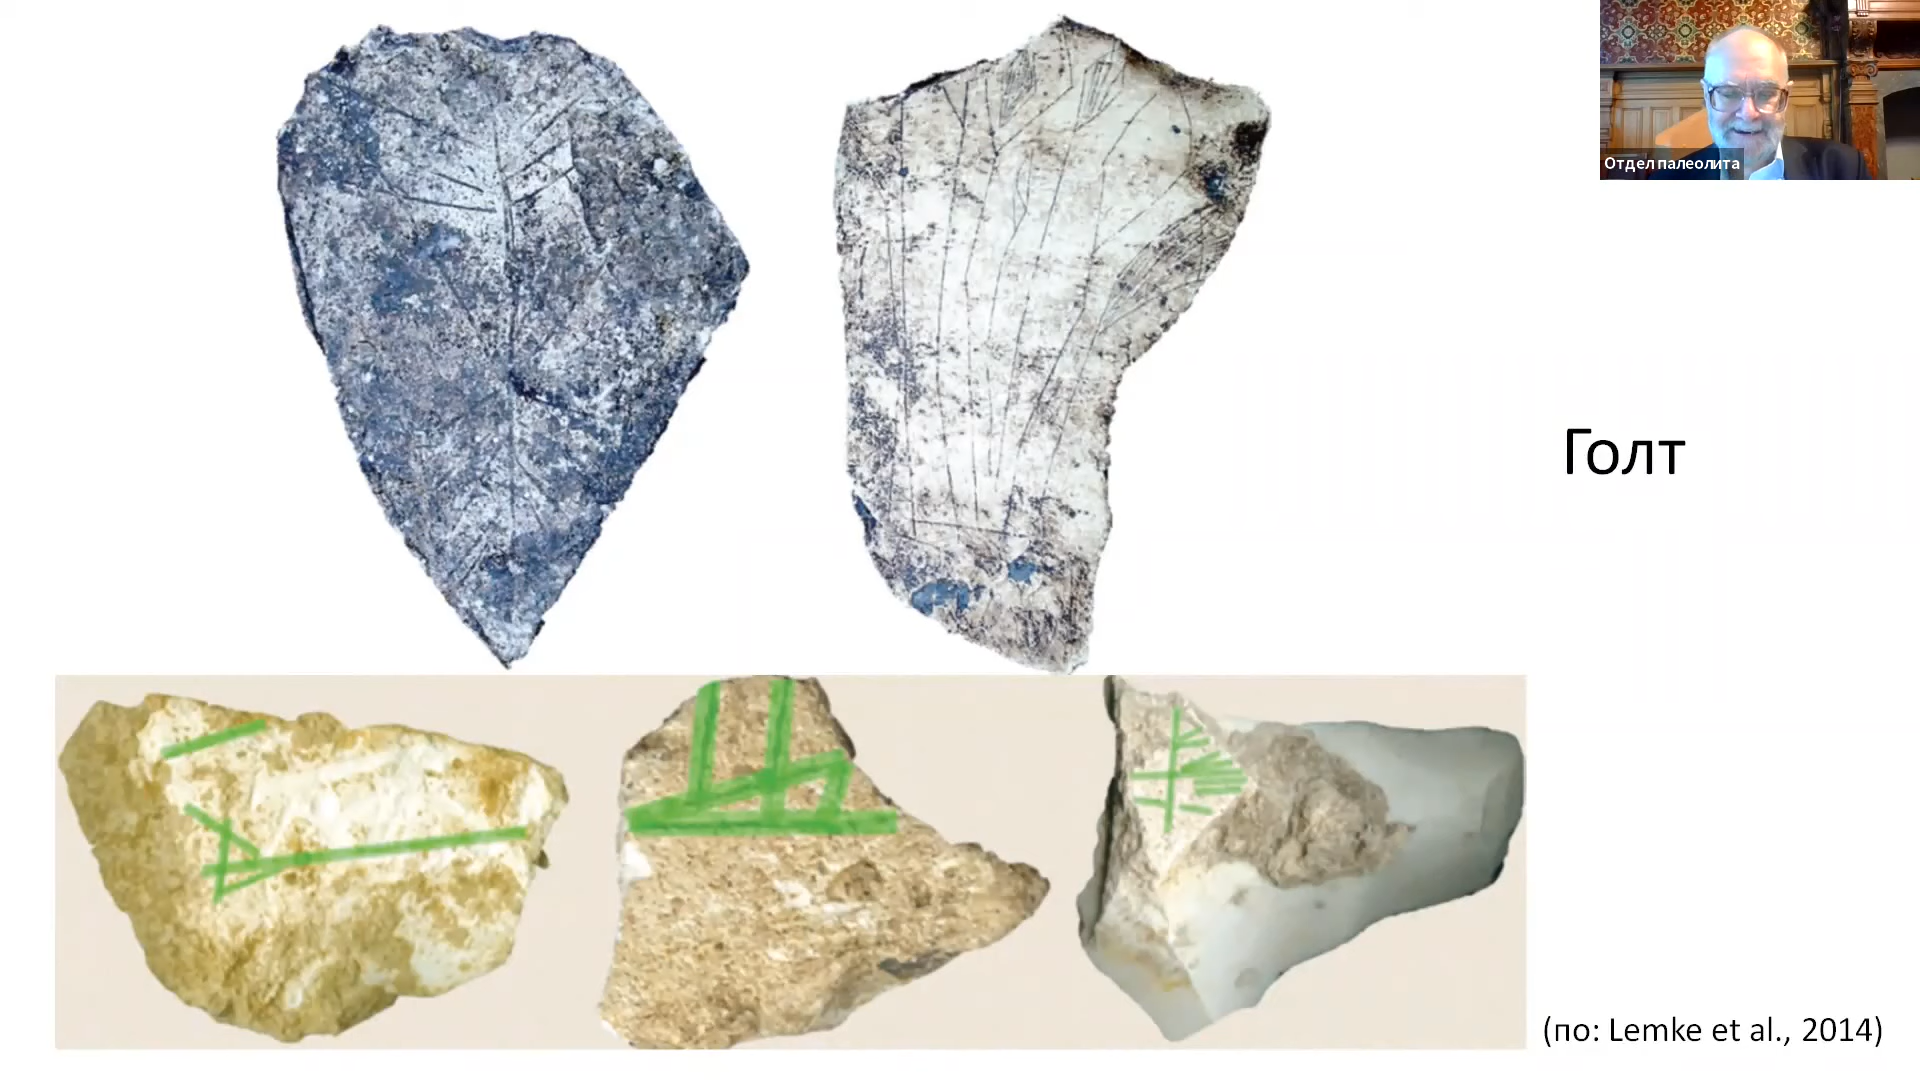 Отдел палеолита
Голт
(по: Lemke et al., 2014)